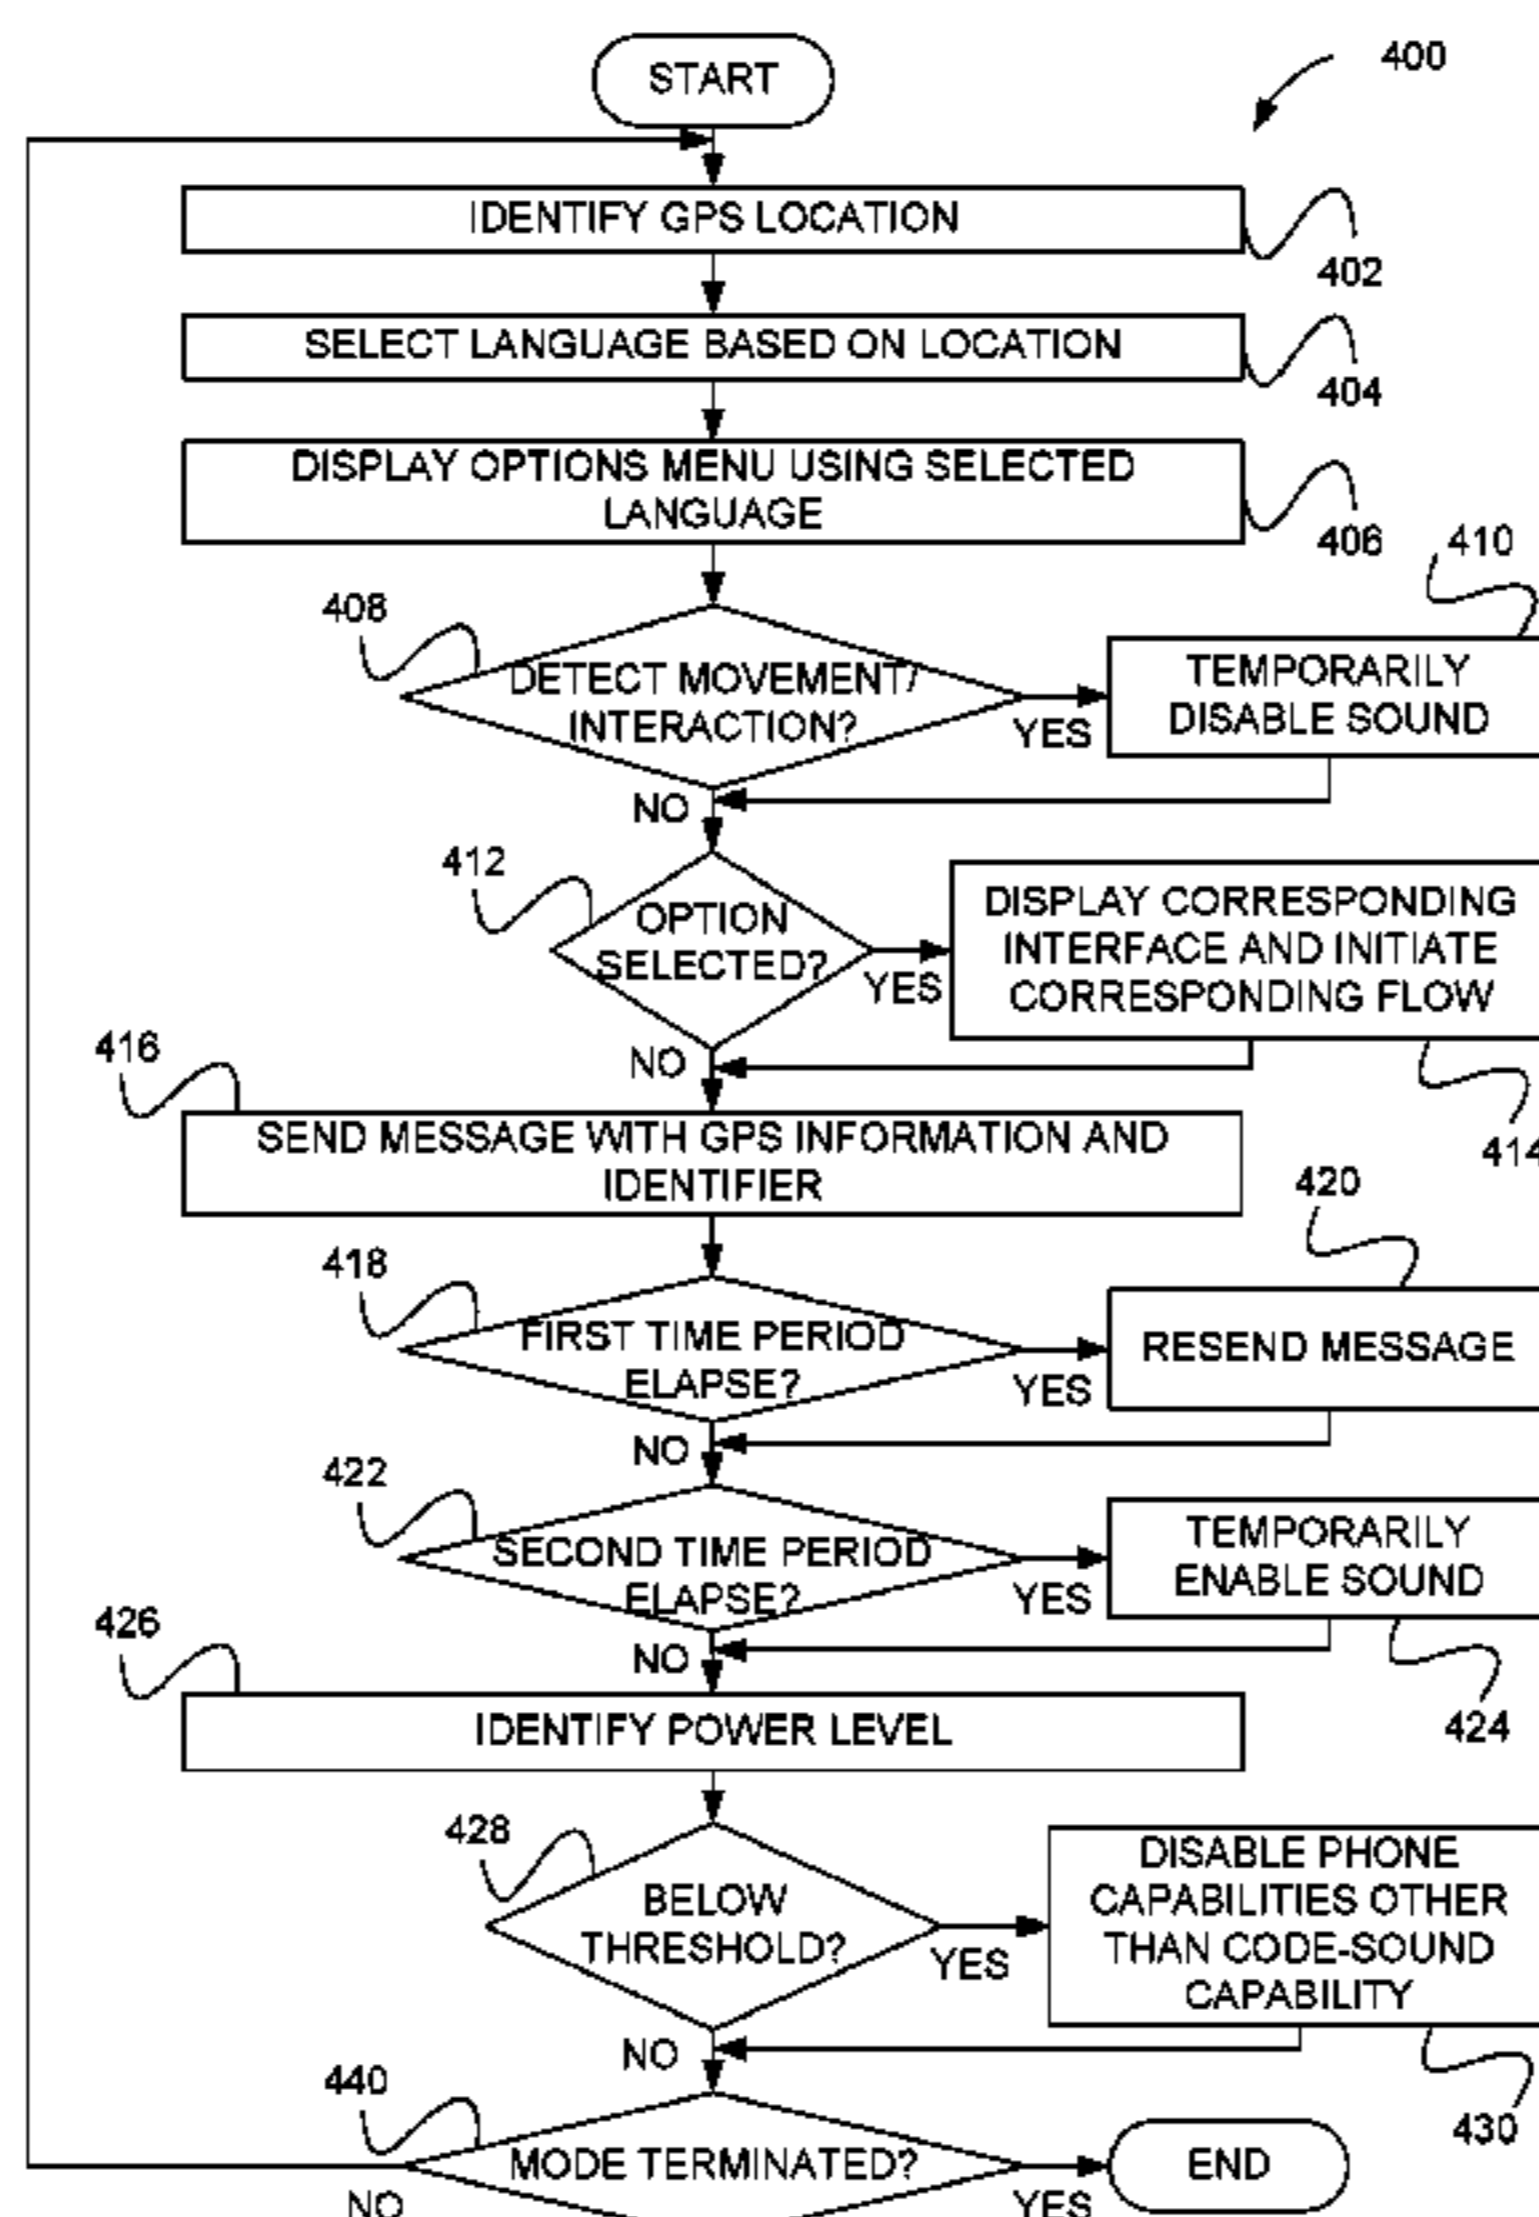 START
400
IDENTIFY GPS LOCATION
402
SELECT LANGUAGE BASED ON LOCATION
404
DISPLAY OPTIONS MENU USING SELECTED
LANGUAGE
406
410
408
DETECT MOVEMENT/
INTERACTION?
YES
TEMPORARILY
DISABLE SOUND
NO
412
OPTION
SELECTED?
YES
DISPLAY CORRESPONDING
INTERFACE AND INITIATE
CORRESPONDING FLOW
NO
414
416
SEND MESSAGE WITH GPS INFORMATION AND
IDENTIFIER
420
418
FIRST TIME PERIOD
ELAPSE?
YES
RESEND MESSAGE
NO
422
SECOND TIME PERIOD
ELAPSE?
YES
TEMPORARILY
ENABLE SOUND
NO
424
426
IDENTIFY POWER LEVEL
428
BELOW
THRESHOLD?
YES
DISABLE PHONE
CAPABILITIES OTHER
THAN CODE-SOUND
CAPABILITY
NO
430
440
MODE TERMINATED?
NO
YES
END